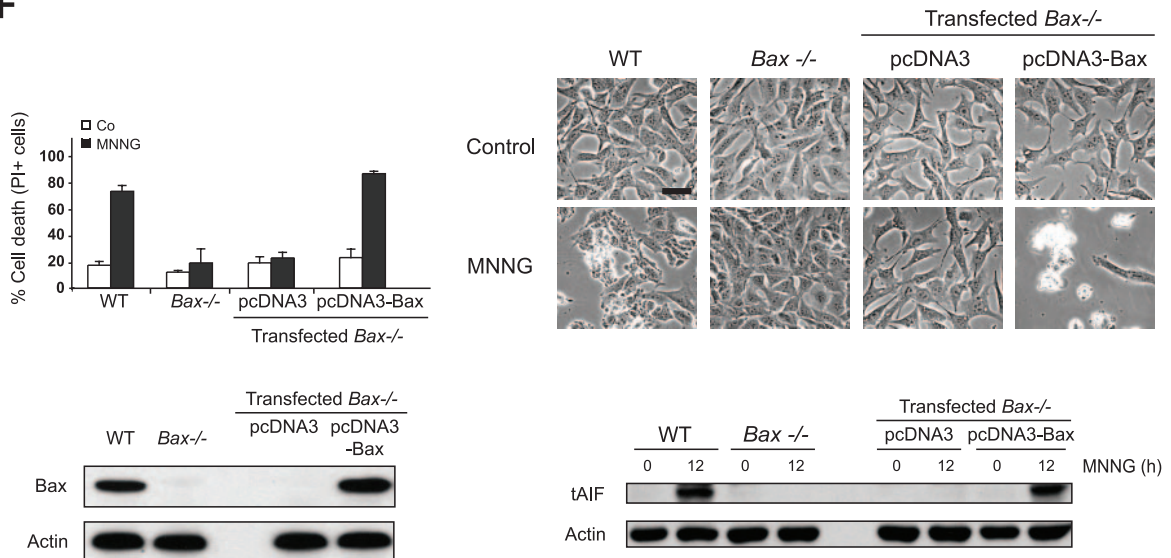 F
Co
MNNG
% Cell death (PI+ cells)
100
80
60
40
20
0
WT
Bax-/-
pcDNA3
pcDNA3-Bax
Transfected Bax-/-
Transfected Bax-/-
WT
Bax -/-
pcDNA3
pcDNA3-Bax
Control
MNNG
Transfected Bax-/-
WT
Bax-/-
pcDNA3
pcDNA3
-Bax
Bax
Actin
Transfected Bax-/-
WT
Bax -/-
pcDNA3
pcDNA3-Bax
0 12 0 12 0 12 0 12 MNNG (h)
tAIF
Actin